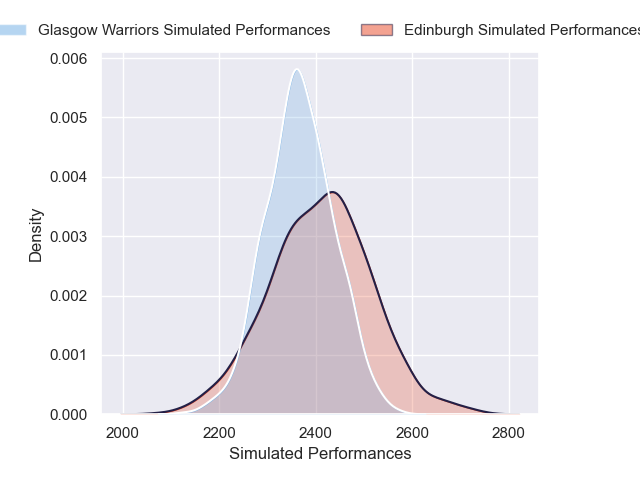 Glasgow Warriors Simulated Performances
Edinburgh Simulated Performances
0.006
0.005
0.004
0.003
0.002
0.001
0.000
Density
2000 2200 2400 2600 2800
Simulated Performances